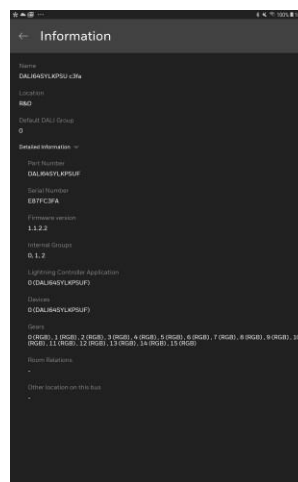 100%
Information
Name
DALI64SYLKPSU c3fa
Location
R&D
Default DALI Group
0
Detailed Information
Part Number
DALI64SYLKPSUF
Serial Number
E87FC3FA
Firmware version
1.1.2.2
Internal Groups
0, 1, 2
Lightning Controller Application
0 (DALI64SYLKPSUF)
Devices
0 (DALI64SYLKPSUF)
Gears
0 (RGB), 1 (RGB), 2 (RGB), 3 (RGB), 4 (RGB), 5 (RGB), 6 (RGB), 7 (RGB), 8 (RGB), 9 (RGB), 10
(RGB), 11 (RGB), 12 (RGB), 13 (RGB), 14 (RGB), 15 (RGB)
Room Relations
-
Other location on this bus
-